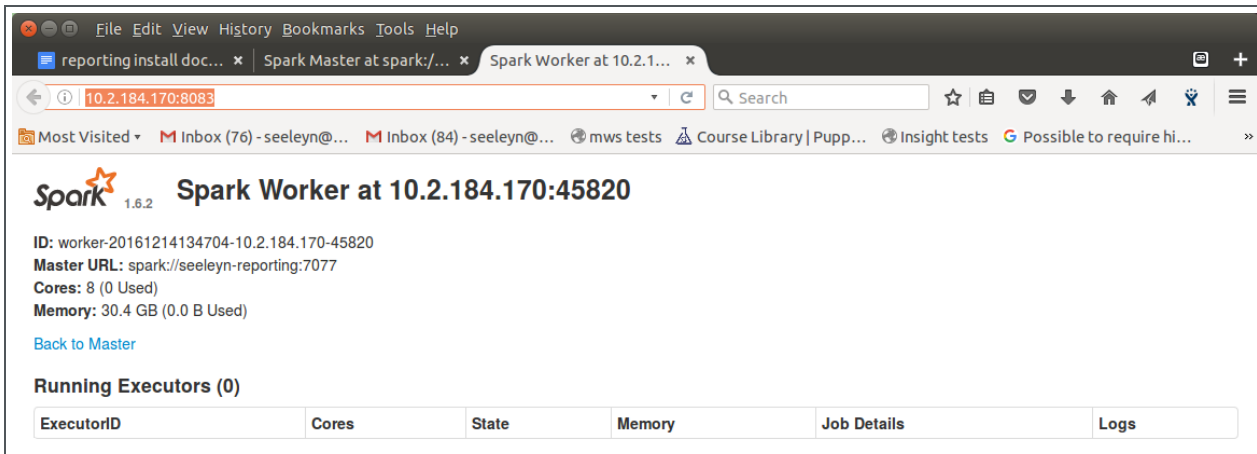 File Edit View History Bookmarks Tools Help
reporting install doc... × Spark Master at spark:/... × Spark Worker at 10.2.1... ×
10.2.184.170:8083 Search
Most Visited Inbox (76) - seeleyn@... Inbox (84) - seeleyn@... mws tests Course Library | Pupp... Insight tests Possible to require hi... »
Spark 1.6.2 Spark Worker at 10.2.184.170:45820
ID: worker-20161214134704-10.2.184.170-45820
Master URL: spark://seeleyn-reporting:7077
Cores: 8 (0 Used)
Memory: 30.4 GB (0.0 B Used)
Back to Master
Running Executors (0)
ExecutorID Cores State Memory Job Details Logs